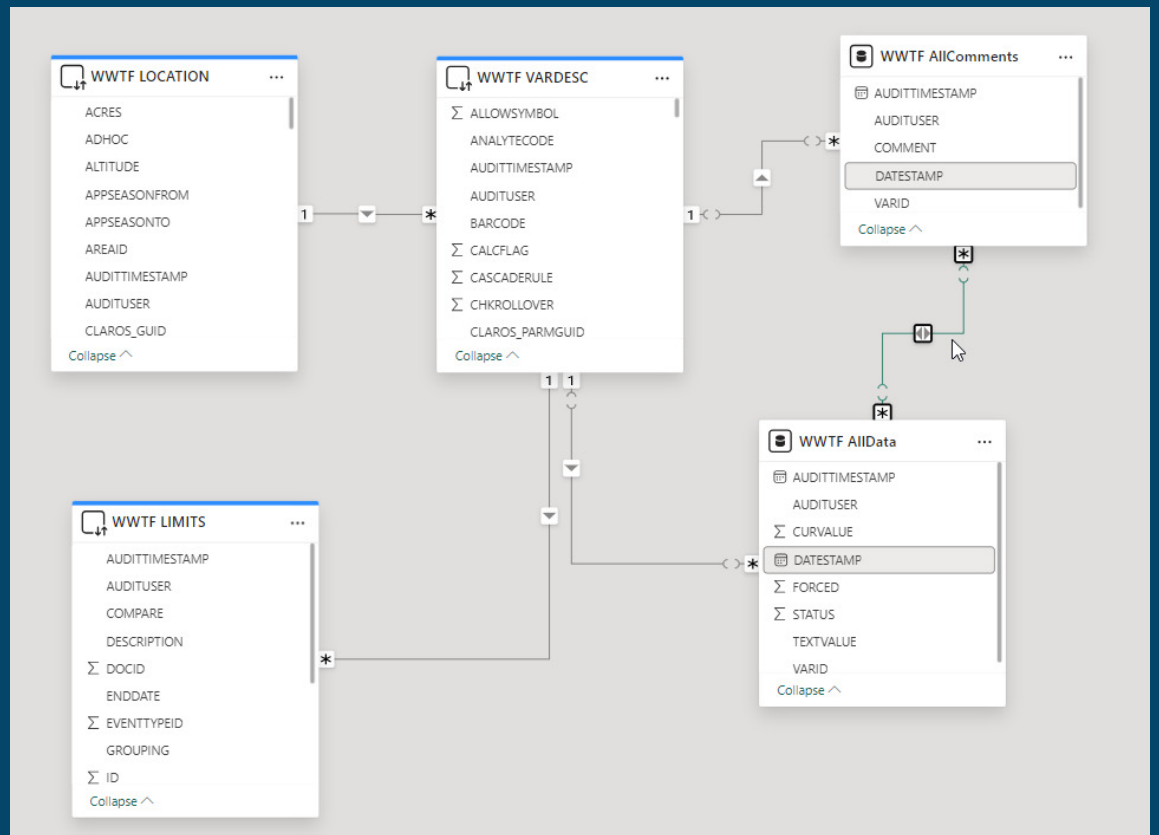 WWTF LOCATION ...
ACRES
ADHOC
ALTITUDE
APPSEASONFROM
APPSEASONTO
AREAID
AUDITTIMESTAMP
AUDITUSER
CLAROS_GUID
Collapse
WWTF VARDESC ...
Σ ALLOWSYMBOL
ANALYTECODE
AUDITTIMESTAMP
AUDITUSER
BARCODE
Σ CALCFLAG
Σ CASCADERULE
Σ CHKROLLOVER
CLAROS_PARMGUID
Collapse
WWTF AllComments ...
AUDITTIMESTAMP
AUDITUSER
COMMENT
DATESTAMP
VARID
Collapse
1
*
1
*
*
1 1
*
*
*
WWTF LIMITS ...
AUDITTIMESTAMP
AUDITUSER
COMPARE
DESCRIPTION
Σ DOCID
ENDDATE
Σ EVENTTYPEID
GROUPING
Σ ID
Collapse
WWTF AllData ...
AUDITTIMESTAMP
AUDITUSER
Σ CURVALUE
DATESTAMP
Σ FORCED
Σ STATUS
TEXTVALUE
VARID
Collapse